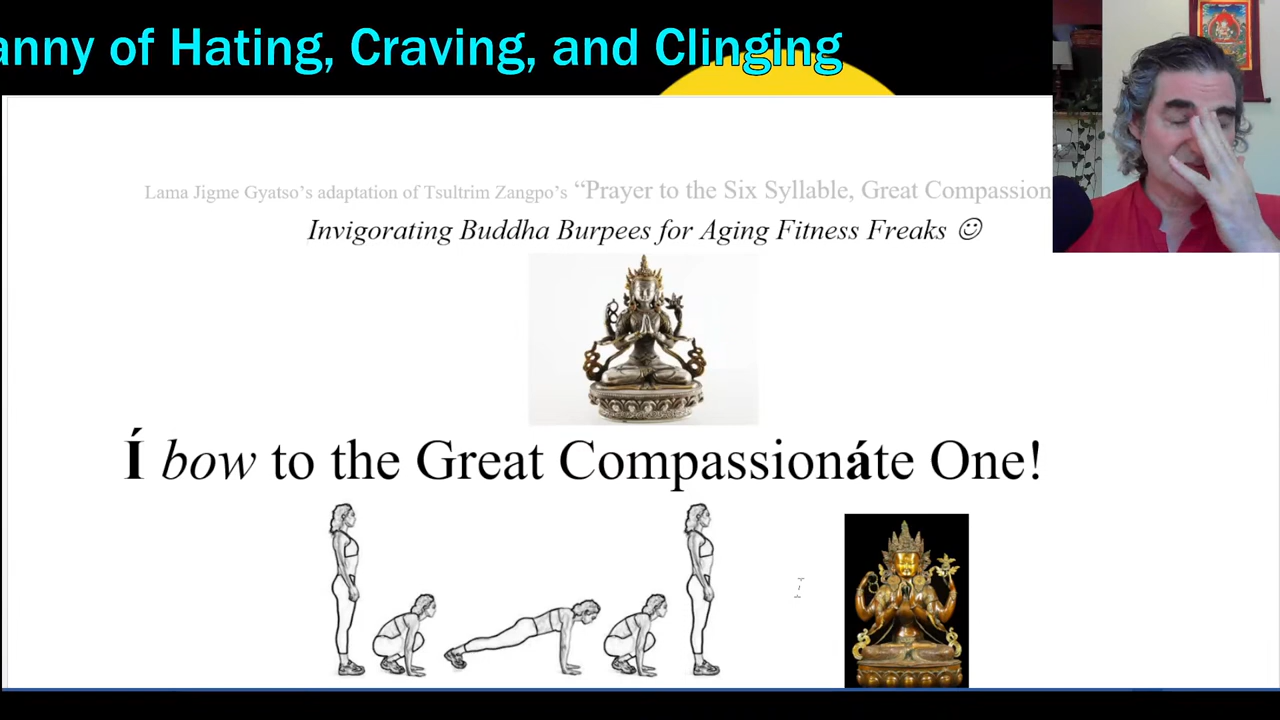 anny of Hating, Craving, and Clinging
Lama Jigme Gyatso’s adaptation of Tsultrim Zangpo’s “Prayer to the Six Syllable, Great Compassion
Invigorating Buddha Burpees for Aging Fitness Freaks ☺
Í bow to the Great Compassionáte One!